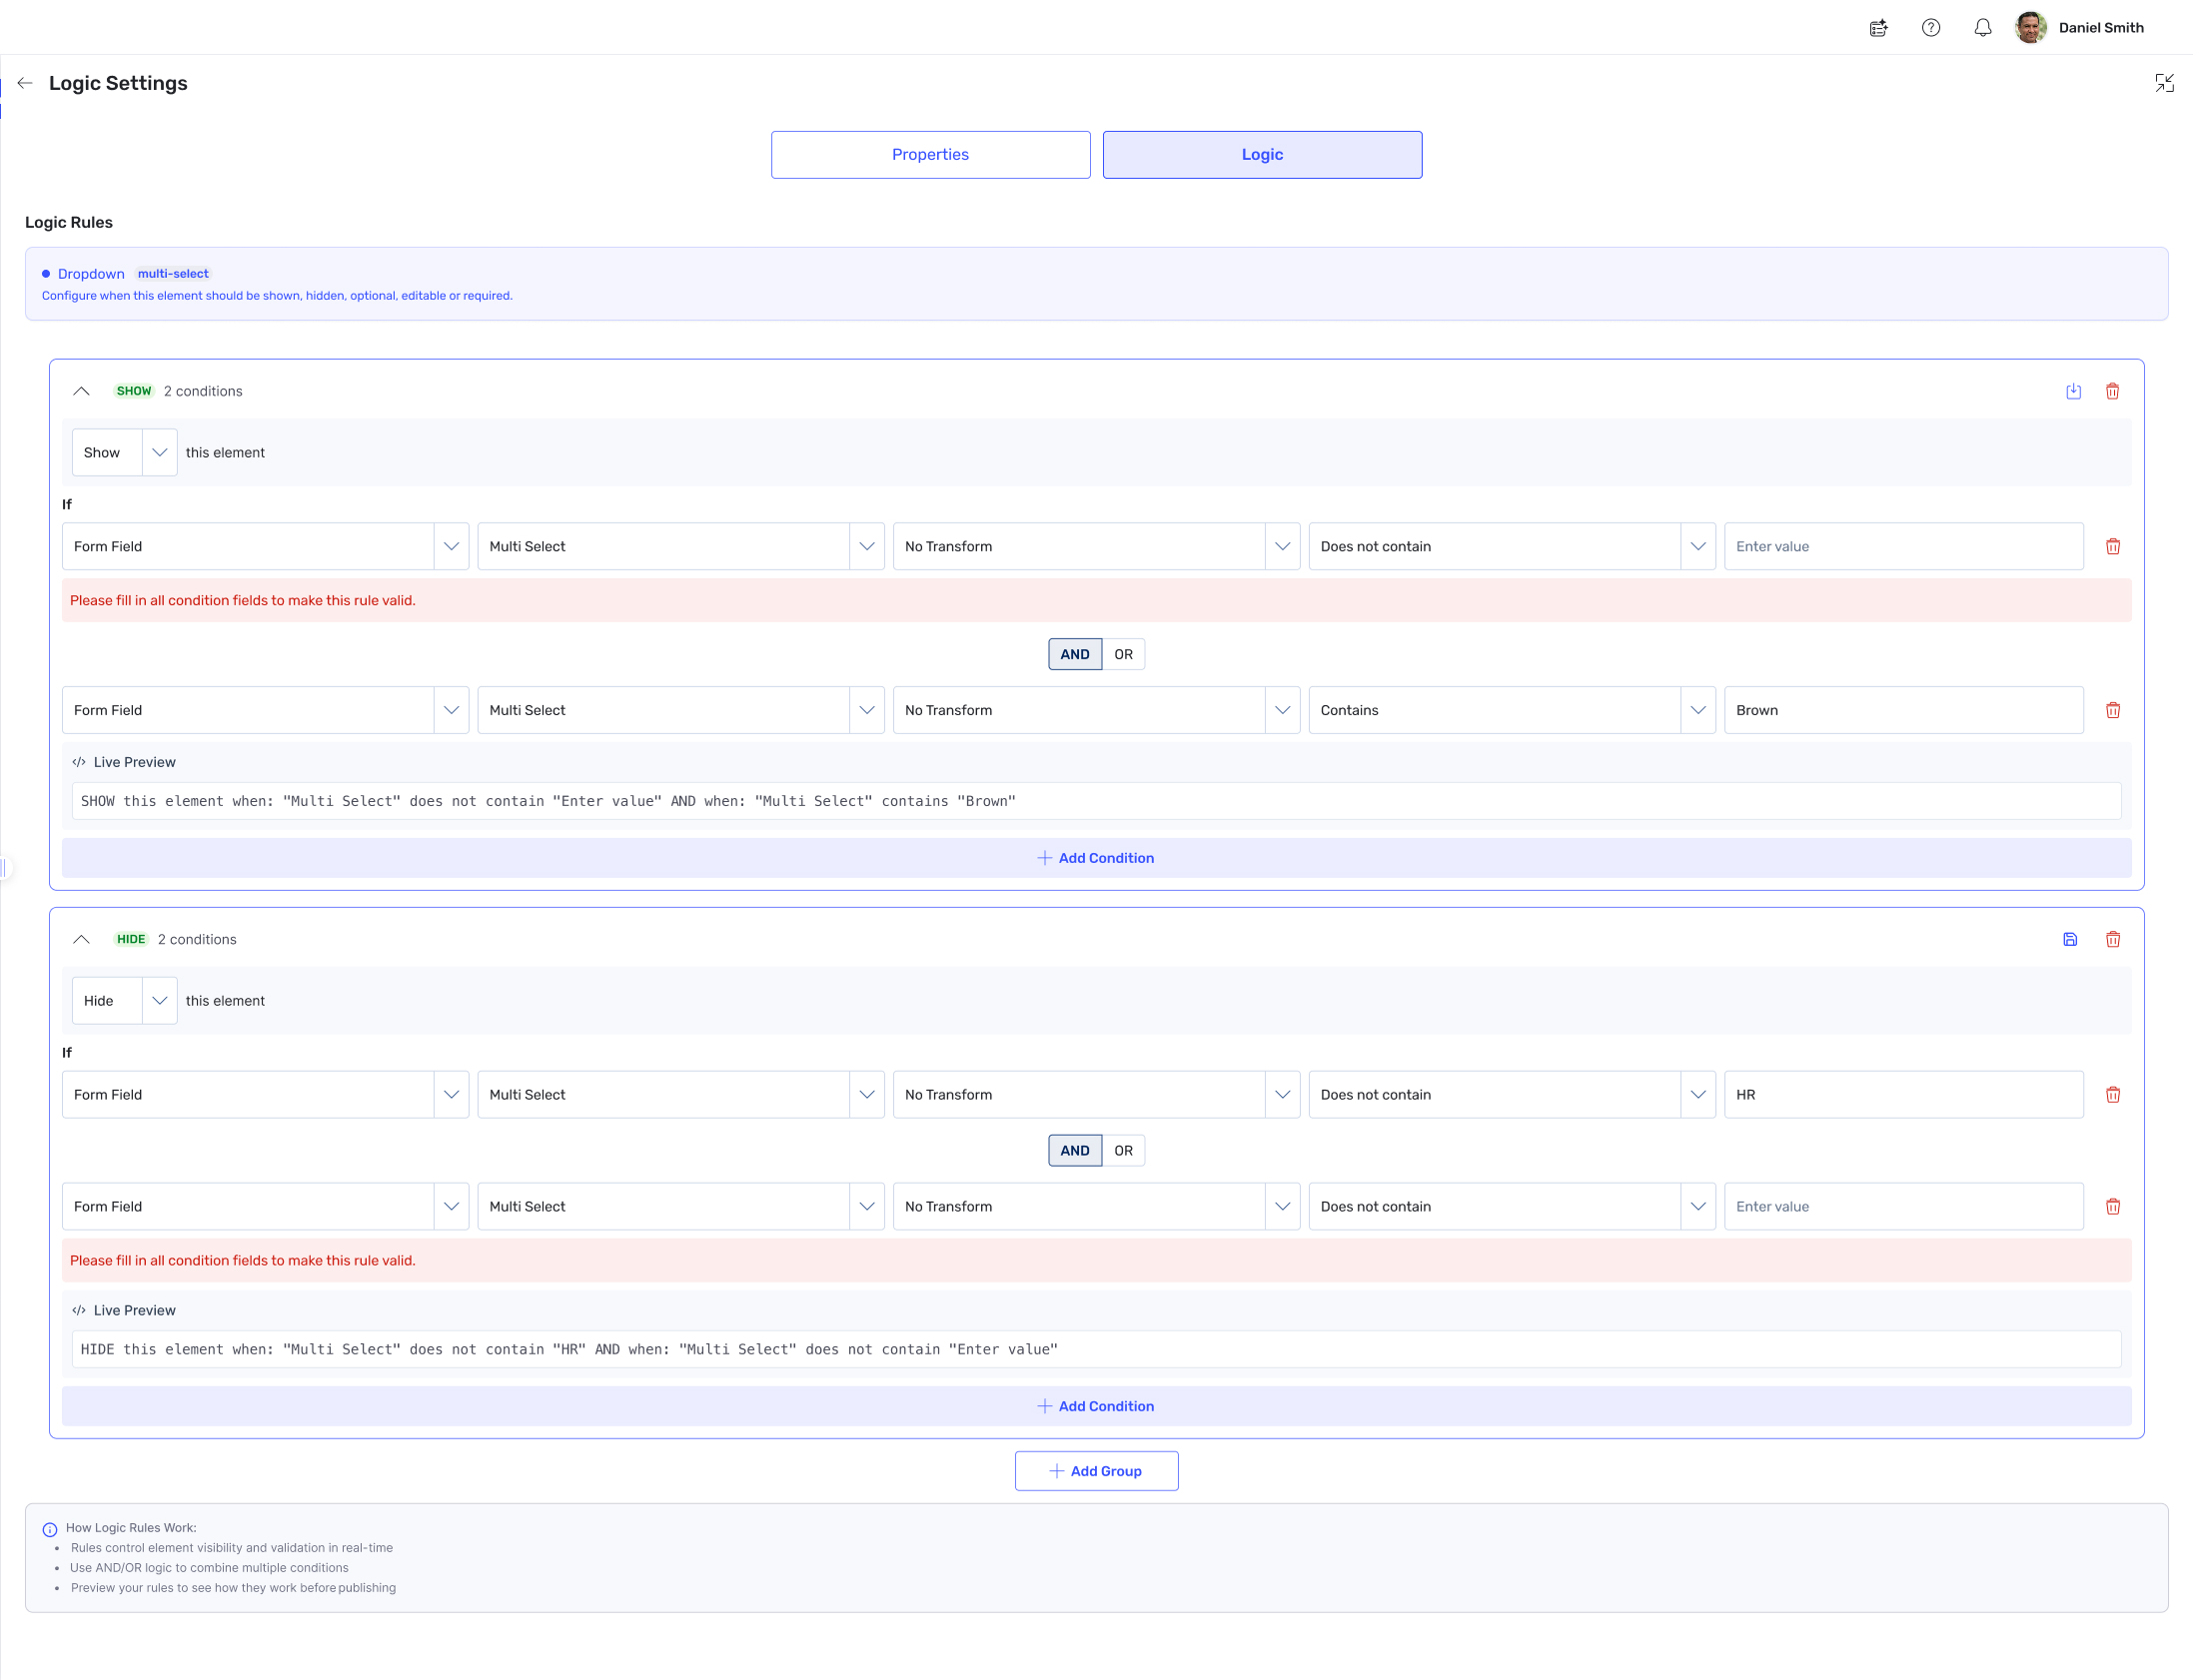 Daniel Smith
Logic Settings
Properties
Logic
Logic Rules
Dropdown multi-select
Configure when this element should be shown, hidden, optional, editable or required.
SHOW 2 conditions
Show this element
If
Form Field Multi Select No Transform Does not contain Enter value
Please fill in all condition fields to make this rule valid.
AND OR
Form Field Multi Select No Transform Contains Brown
</> Live Preview
SHOW this element when: "Multi Select" does not contain "Enter value" AND when: "Multi Select" contains "Brown"
Add Condition
HIDE 2 conditions
Hide this element
If
Form Field Multi Select No Transform Does not contain HR
AND OR
Form Field Multi Select No Transform Does not contain Enter value
Please fill in all condition fields to make this rule valid.
</> Live Preview
HIDE this element when: "Multi Select" does not contain "HR" AND when: "Multi Select" does not contain "Enter value"
Add Condition
Add Group
How Logic Rules Work:
• Rules control element visibility and validation in real-time
• Use AND/OR logic to combine multiple conditions
• Preview your rules to see how they work before publishing